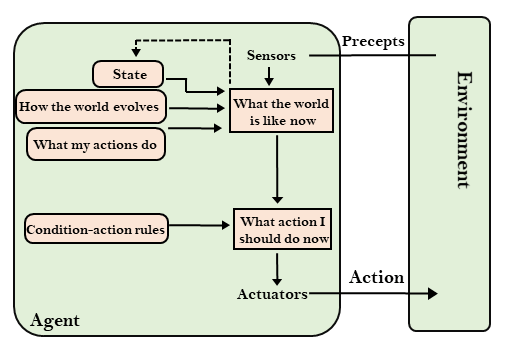 Precepts
Sensors
State
How the world evolves
What the world
is like now
What my actions do
Environment
What action I
should do now
Condition-action rules
Action
Actuators
Agent